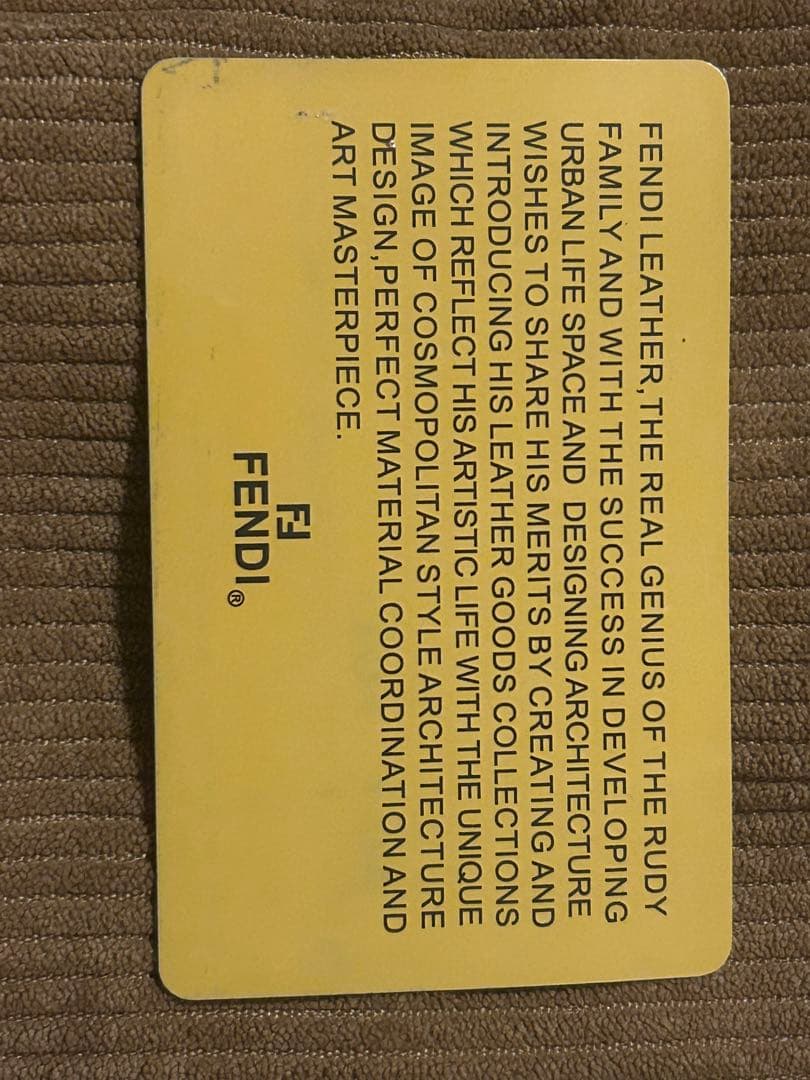 FENDI LEATHER, THE REAL GENIUS OF THE RUDY
FAMILY AND WITH THE SUCCESS IN DEVELOPING
URBAN LIFE SPACE AND DESIGNING ARCHITECTURE
WISHES TO SHARE HIS MERITS BY CREATING AND
INTRODUCING HIS LEATHER GOODS COLLECTIONS
WHICH REFLECT HIS ARTISTIC LIFE WITH THE UNIQUE
IMAGE OF COSMOPOLITAN STYLE ARCHITECTURE
DESIGN, PERFECT MATERIAL COORDINATION AND
ART MASTERPIECE.
FENDI®